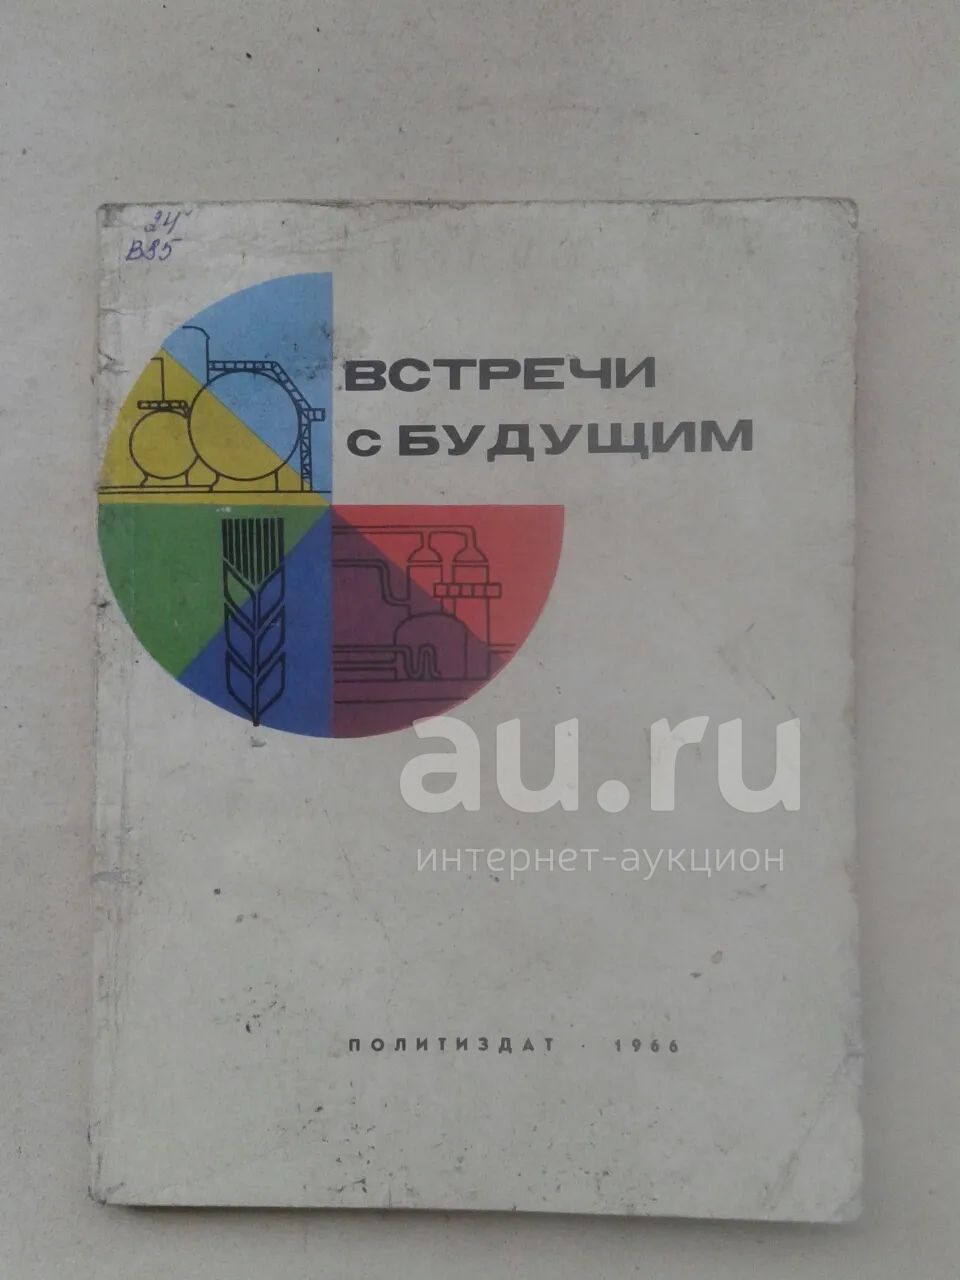 24
В85
ВСТРЕЧИ
С БУДУЩИМ
au.ru
интернет-аукцион
ПОЛИТИЗДАТ · 1966